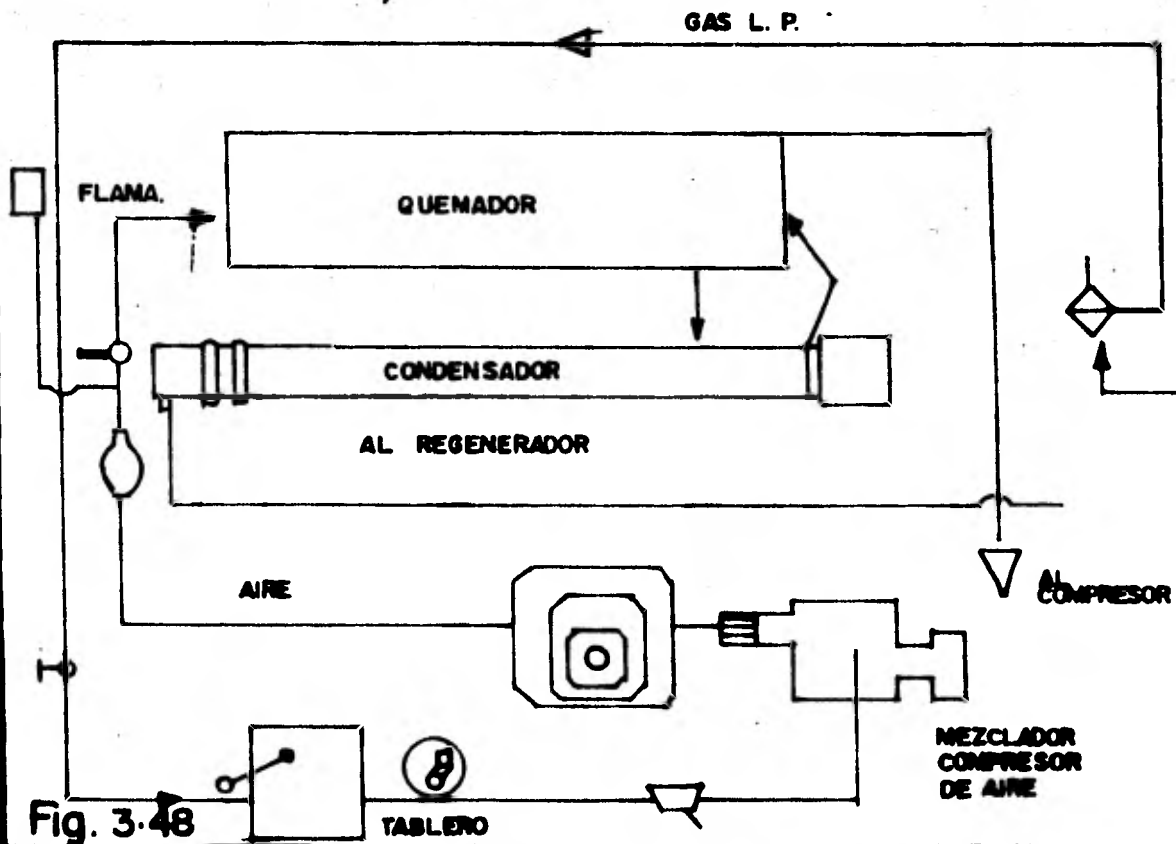 GAS L. P.
FLAMA.
QUEMADOR
CONDENSADOR
AL REGENERADOR
AIRE
AL
COMPRESOR
MEZCLADOR
COMPRESOR
DE AIRE
TABLERO
Fig. 3.48